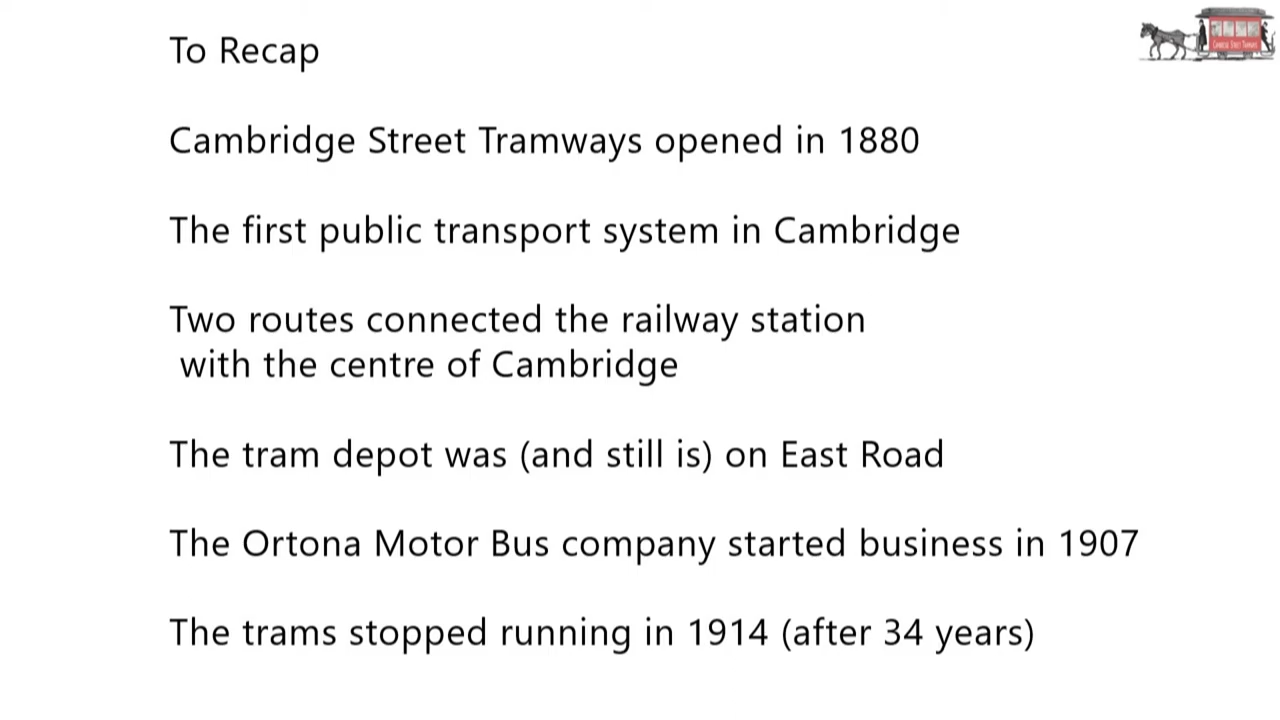 To Recap
Cambridge Street Tramways opened in 1880
The first public transport system in Cambridge
Two routes connected the railway station
with the centre of Cambridge
The tram depot was (and still is) on East Road
The Ortona Motor Bus company started business in 1907
The trams stopped running in 1914 (after 34 years)